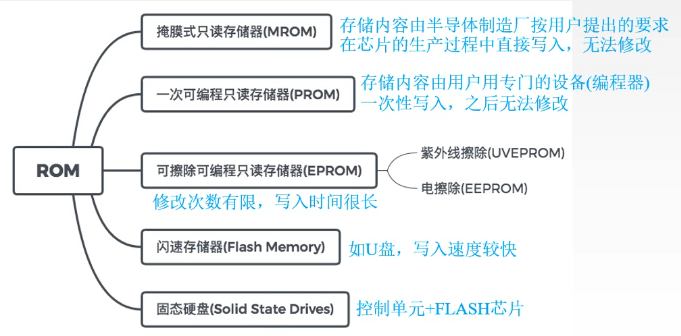 掩膜式只读存储器(MROM)
存储内容由半导体制造厂按用户提出的要求
在芯片的生产过程中直接写入，无法修改
一次可编程只读存储器(PROM)
存储内容由用户用专门的设备(编程器)
一次性写入，之后无法修改
ROM
可擦除可编程只读存储器(EPROM)
紫外线擦除(UVEPROM)
电擦除(EEPROM)
修改次数有限，写入时间很长
闪速存储器(Flash Memory)
如U盘，写入速度较快
固态硬盘(Solid State Drives)
控制单元+FLASH芯片